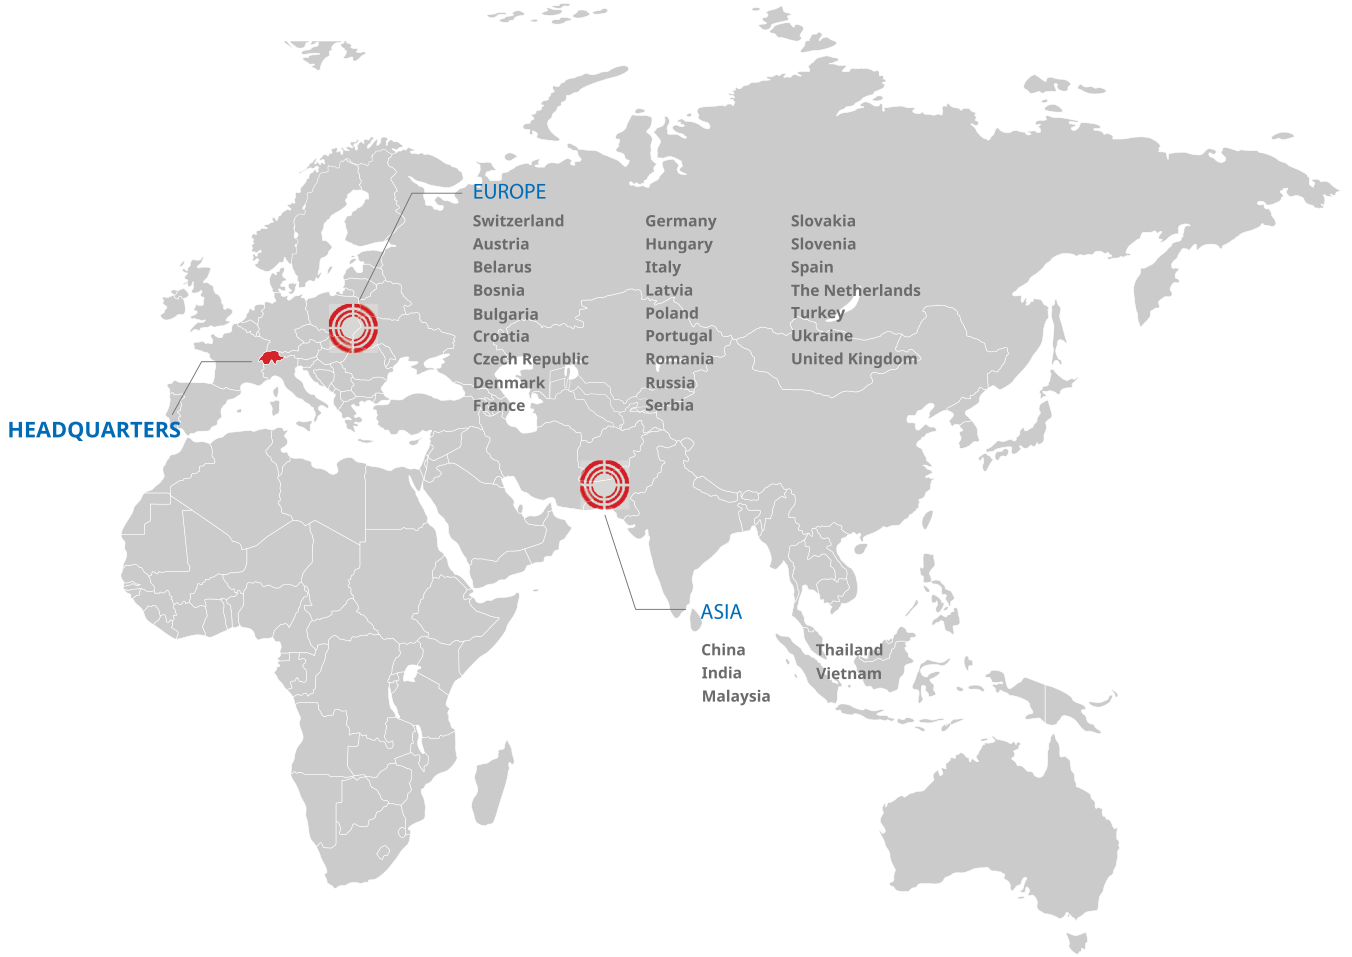 EUROPE
Switzerland
Austria
Belarus
Bosnia
Bulgaria
Croatia
Czech Republic
Denmark
France
Germany
Hungary
Italy
Latvia
Poland
Portugal
Romania
Russia
Serbia
Slovakia
Slovenia
Spain
The Netherlands
Turkey
Ukraine
United Kingdom
HEADQUARTERS
ASIA
China
India
Malaysia
Thailand
Vietnam